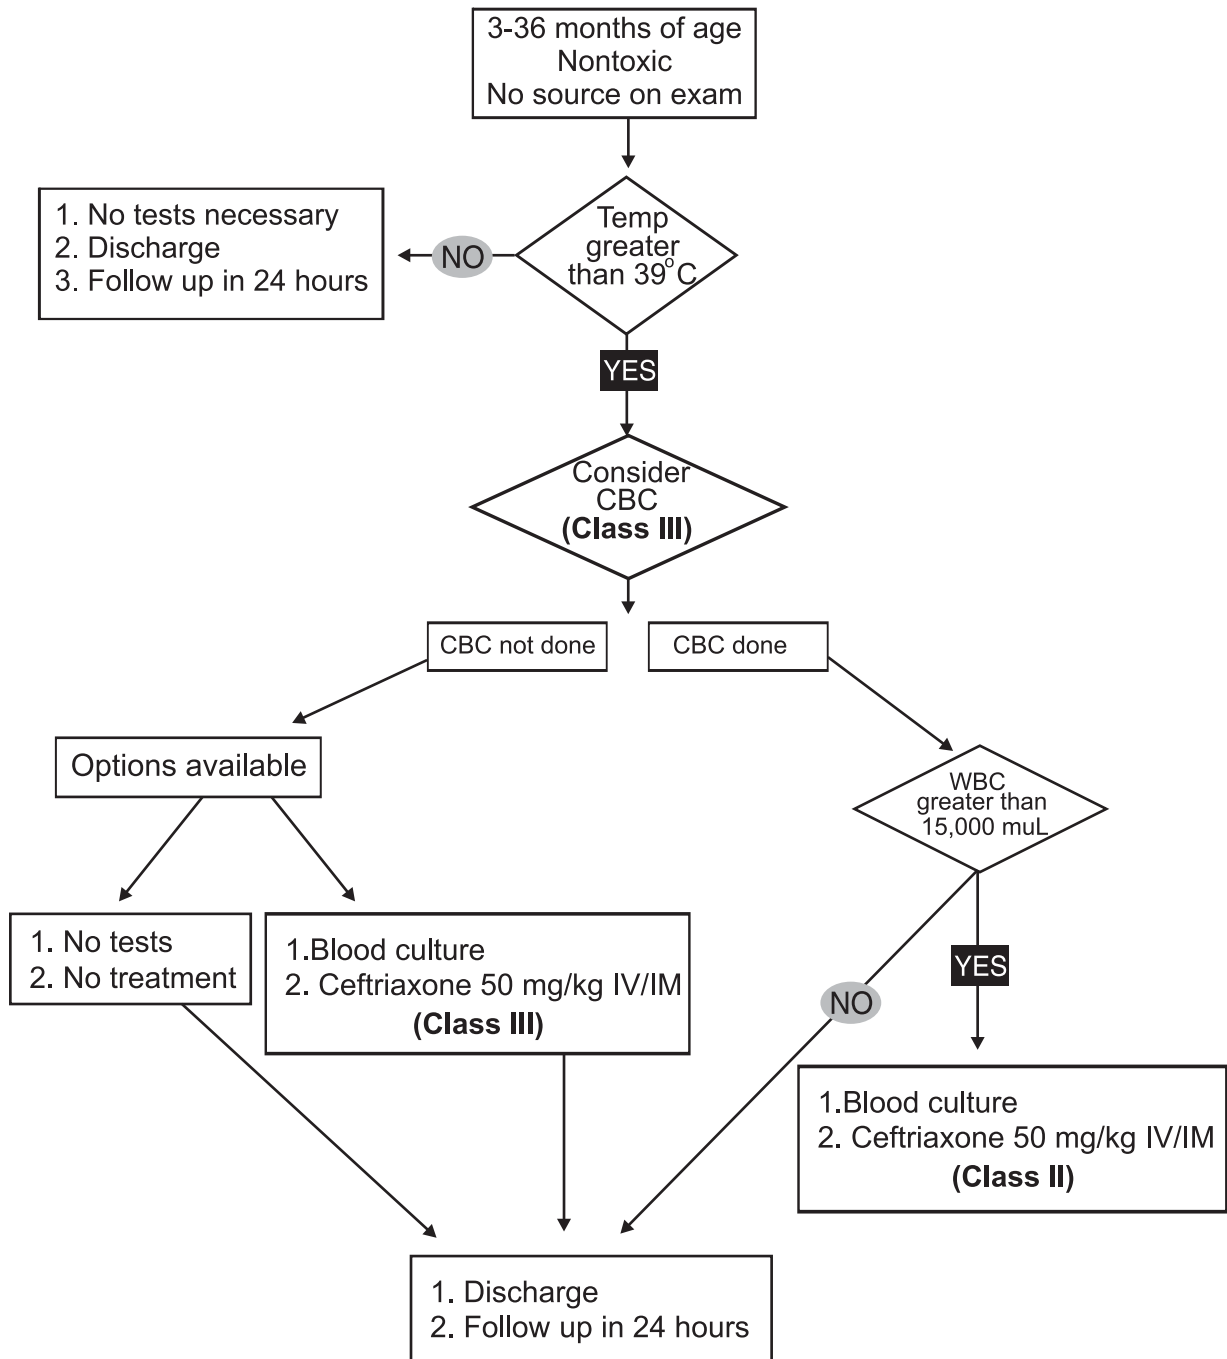 3-36 months of age
Nontoxic
No source on exam
1. No tests necessary
2. Discharge
3. Follow up in 24 hours
NO
Temp
greater
than 39°C
YES
Consider
CBC
(Class III)
CBC not done
CBC done
Options available
WBC
greater than
15,000 muL
1. No tests
2. No treatment
1.Blood culture
2. Ceftriaxone 50 mg/kg IV/IM
(Class III)
YES
NO
1.Blood culture
2. Ceftriaxone 50 mg/kg IV/IM
(Class II)
1. Discharge
2. Follow up in 24 hours